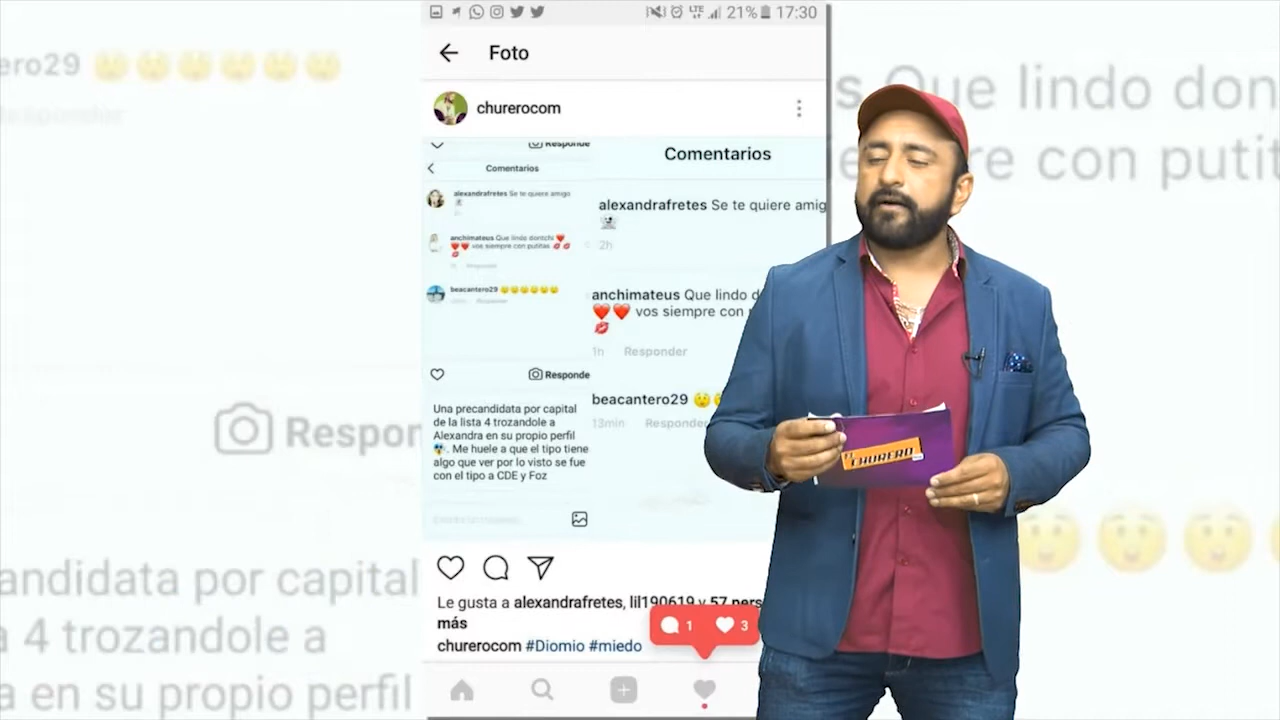 21% 17:30
Foto
churerocom
Responde
Comentarios
alexandrafretes Se te quiere amigo
anchimateus Que lindo dontchi ❤️
❤️❤️ vos siempre con putitas 💋💋
💋
Responder
beacantero29 😲😲😲😲😲😲
Responder
Responde
Una precandidata por capital
de la lista 4 trozandole a
Alexandra en su propio perfil
😨. Me huele a que el tipo tiene
algo que ver por lo visto se fue
con el tipo a CDE y Foz
Comentarios
alexandrafretes Se te quiere amig
2h
anchimateus Que lindo d
❤️❤️ vos siempre con
💋
1h Responder
beacantero29 😲
13min Responde
Le gusta a alexandrafretes, lil190619 y 57 pers
más
churerocom #Diomio #miedo
1 3
ero29 😲😲😲😲😲😲
Respon
andidata por capital
a 4 trozandole a
a en su propio perfil
s Que lindo don
con putit
EL
CHURERO